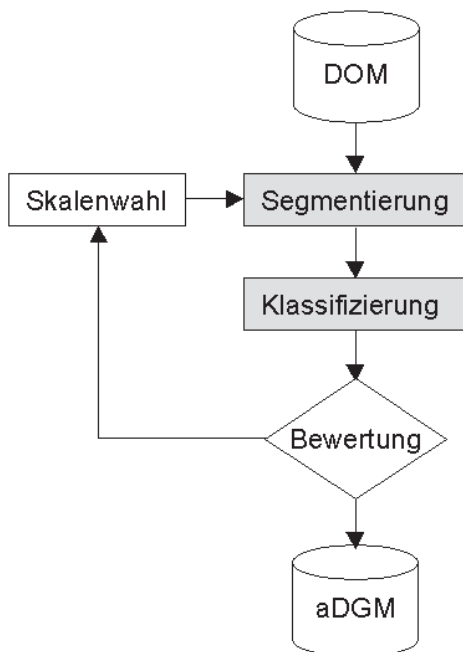 DOM
Skalenwahl
Segmentierung
Klassifizierung
Bewertung
aDGM